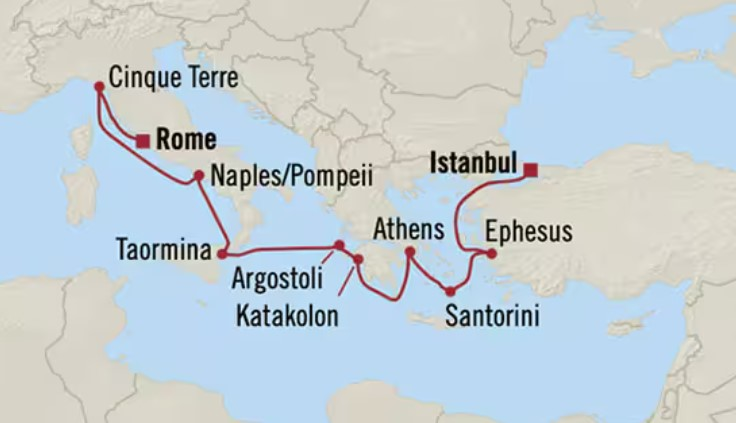 Cinque Terre
Rome
Istanbul
Naples/Pompeii
Athens
Ephesus
Taormina
Argostoli
Katakolon
Santorini